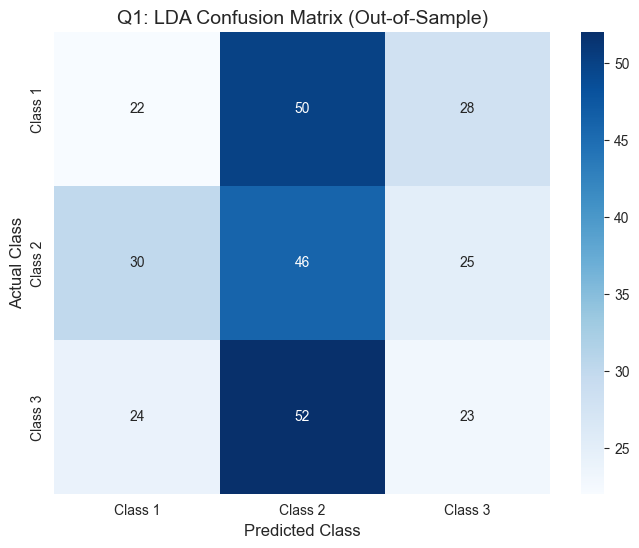 Q1: LDA Confusion Matrix (Out-of-Sample)
Actual Class
Class 1
22 50 28
Class 2
30 46 25
Class 3
24 52 23
Class 1 Class 2 Class 3
Predicted Class
50
45
40
35
30
25